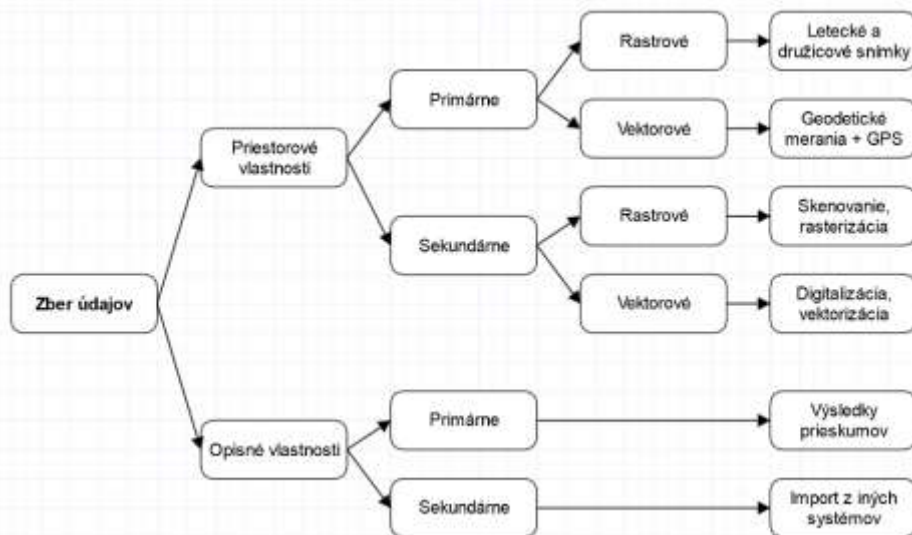 Zber údajov
Priestorové
vlastnosti
Primárne
Rastrové
Letecké a
družicové snímky
Vektorové
Geodetické
merania + GPS
Sekundárne
Rastrové
Skenovanie,
rasterizácia
Vektorové
Digitalizácia,
vektorizácia
Opisné vlastnosti
Primárne
Výsledky
prieskumov
Sekundárne
Import z iných
systémov